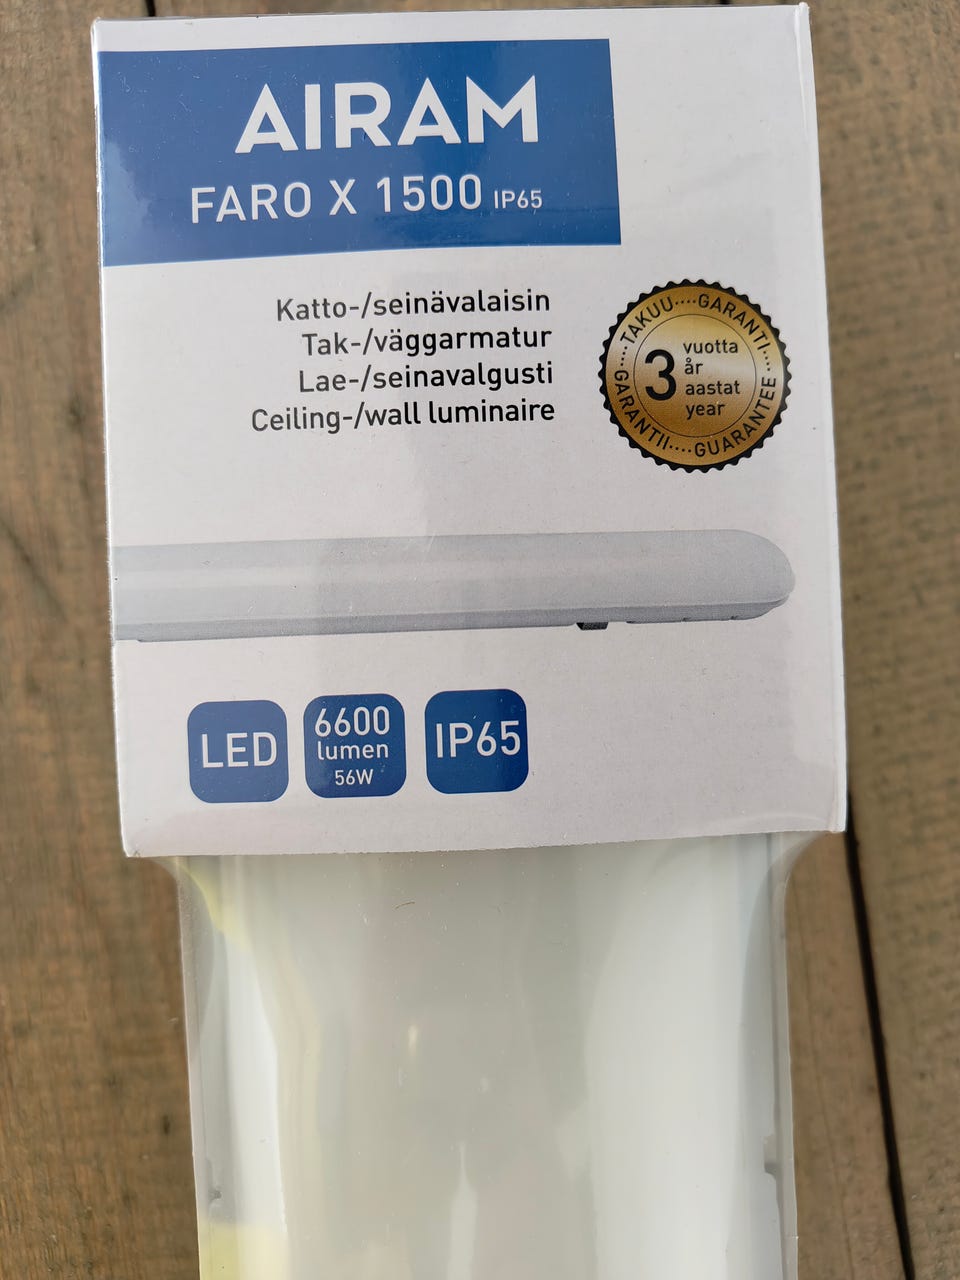 AIRAM
FARO X 1500 IP65
Katto-/seinävalaisin
Tak-/väggarmatur
Lae-/seinavalgusti
Ceiling-/wall luminaire
TAKUU····GARANTI····GUARANTEE····GARANTII····
3
vuotta
år
aastat
year
LED
6600
lumen
56W
IP65